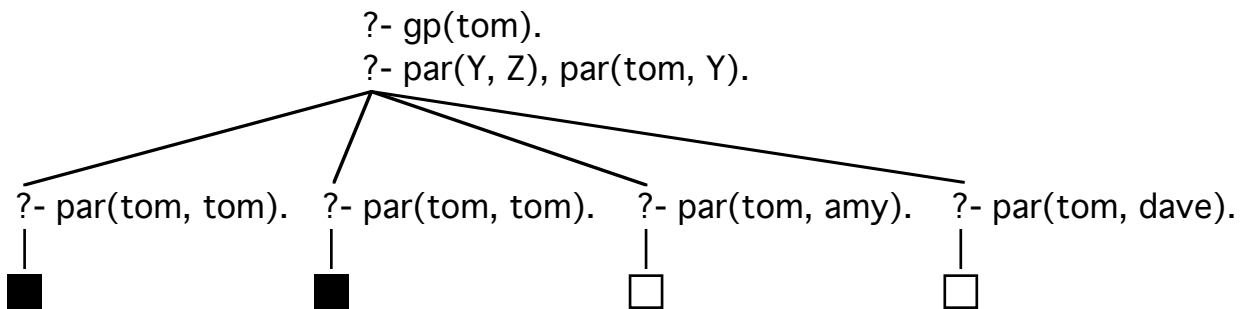 ?- gp(tom).
?- par(Y, Z), par(tom, Y).
?- par(tom, tom). ?- par(tom, tom). ?- par(tom, amy). ?- par(tom, dave).